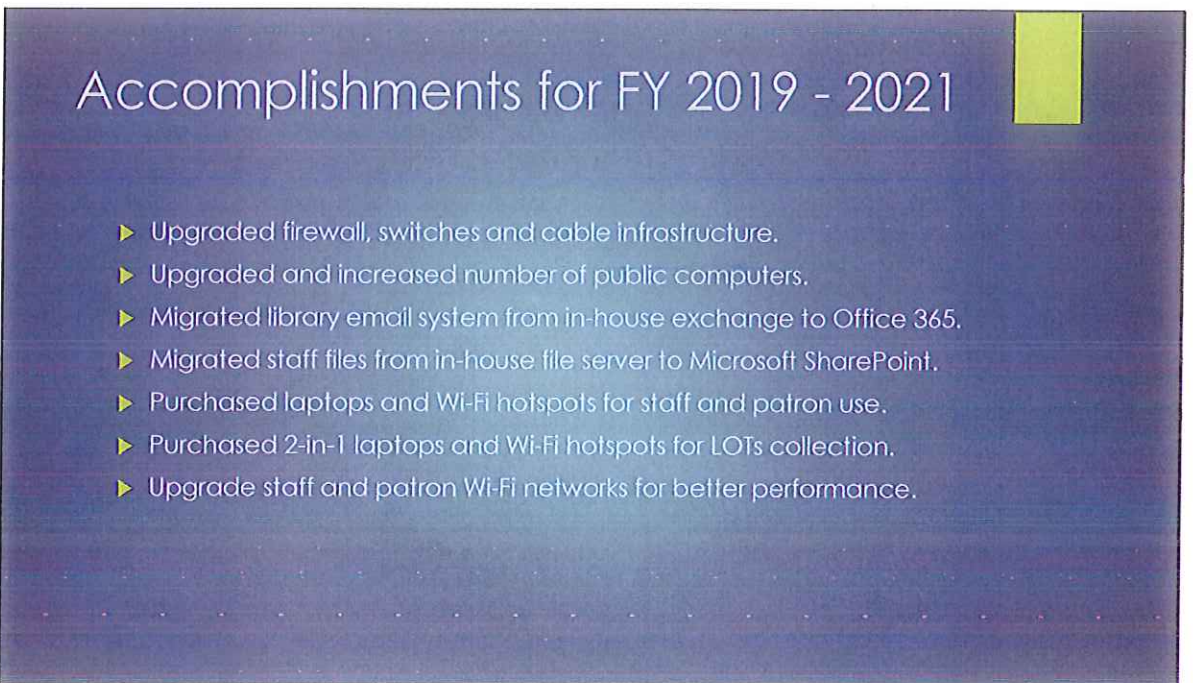 Accomplishments for FY 2019 - 2021
Upgraded firewall, switches and cable infrastructure.
Upgraded and increased number of public computers.
Migrated library email system from in-house exchange to Office 365.
Migrated staff files from in-house file server to Microsoft SharePoint.
Purchased laptops and Wi-Fi hotspots for staff and patron use.
Purchased 2-in-1 laptops and Wi-Fi hotspots for LOTs collection.
Upgrade staff and patron Wi-Fi networks for better performance.